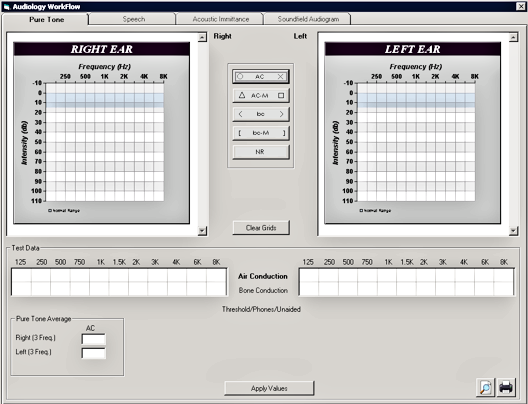 Audiology WorkFlow
Pure Tone Speech Acoustic Immittance Soundfield Audiogram
Right Left
RIGHT EAR
Frequency (Hz)
250 500 1K 2K 4K 8K
Intensity (db)
-10
0
10
20
30
40
50
60
70
80
90
100
110
Normal Range
AC
AC-M
< bc >
[ bc-M ]
NR
Clear Grids
LEFT EAR
Frequency (Hz)
250 500 1K 2K 4K 8K
Intensity (db)
-10
0
10
20
30
40
50
60
70
80
90
100
110
Normal Range
Test Data
125 250 500 750 1K 1.5K 2K 3K 4K 6K 8K
Air Conduction
Bone Conduction
125 250 500 750 1K 1.5K 2K 3K 4K 6K 8K
Threshold/Phones/Unaided
Pure Tone Average
AC
Right (3 Freq.)
Left (3 Freq.)
Apply Values